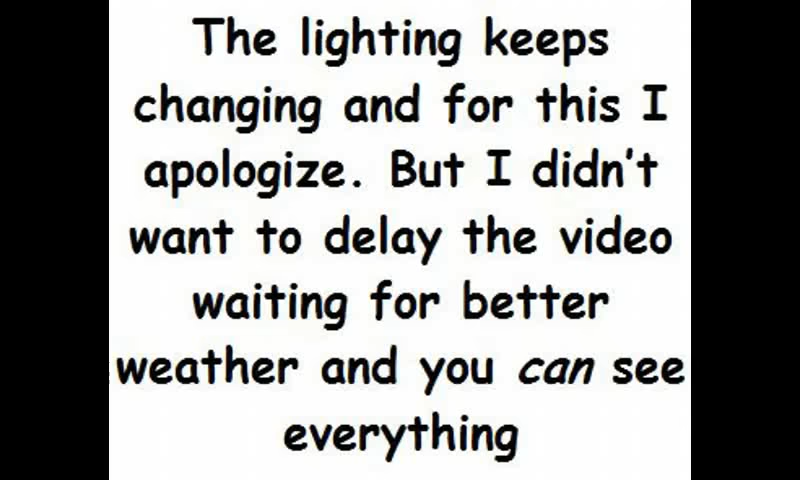 The lighting keeps
changing and for this I
apologize. But I didn't
want to delay the video
waiting for better
weather and you can see
everything